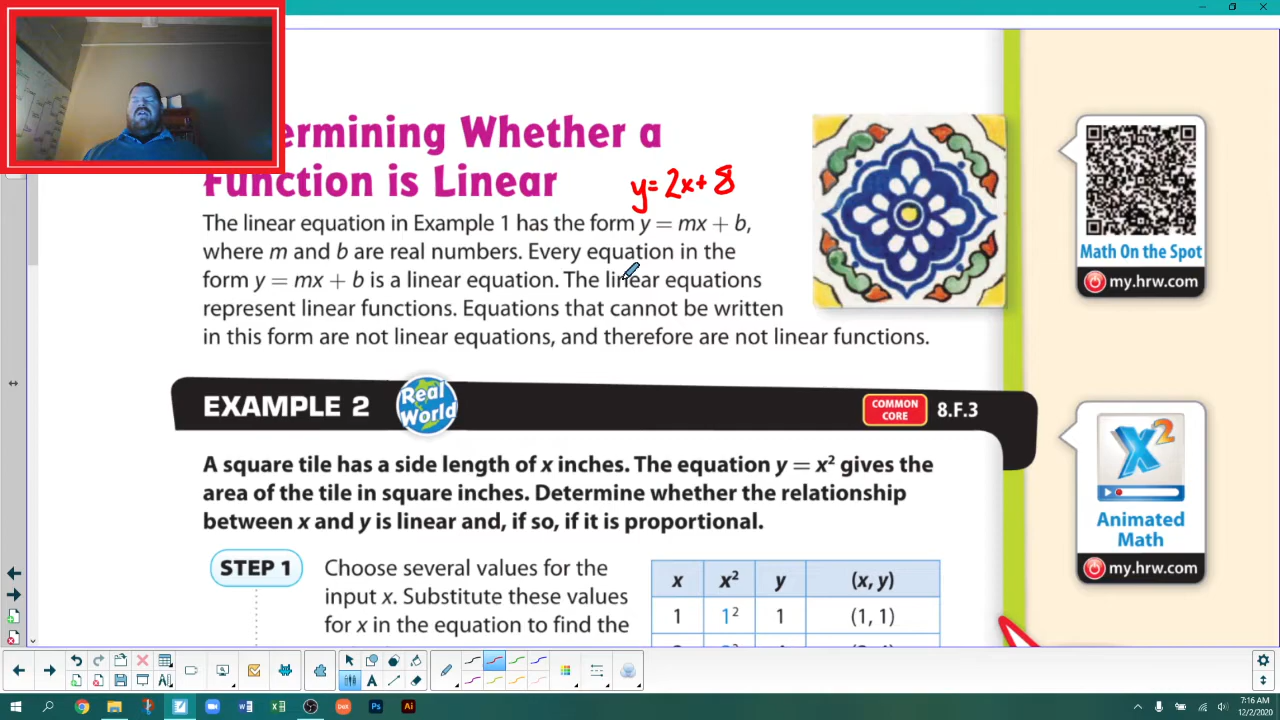 ermining Whether a
Function is Linear
y = 2x + 8
The linear equation in Example 1 has the form y = mx + b,
where m and b are real numbers. Every equation in the
form y = mx + b is a linear equation. The linear equations
represent linear functions. Equations that cannot be written
in this form are not linear equations, and therefore are not linear functions.
Math On the Spot
my.hrw.com
EXAMPLE 2
Real World
COMMON CORE
8.F.3
A square tile has a side length of x inches. The equation y = x² gives the
area of the tile in square inches. Determine whether the relationship
between x and y is linear and, if so, if it is proportional.
X²
Animated
Math
my.hrw.com
STEP 1
Choose several values for the
input x. Substitute these values
for x in the equation to find the
x x² y (x, y)
1 1² 1 (1, 1)
7:16 AM
12/2/2020